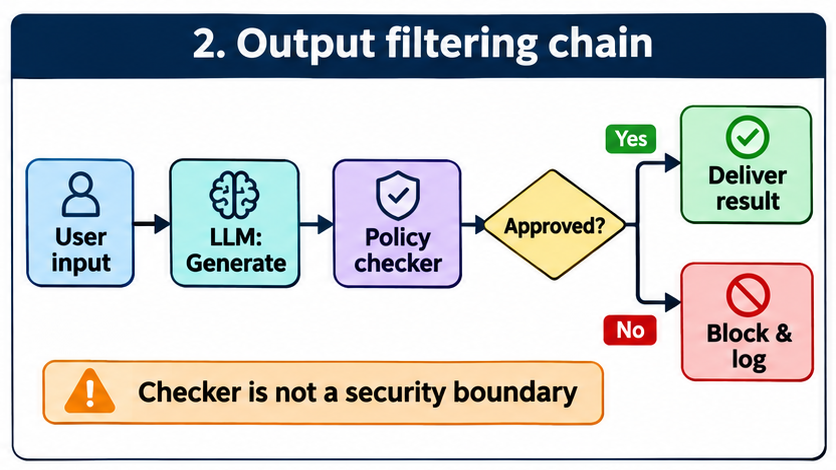 2. Output filtering chain
User
input
LLM:
Generate
Policy
checker
Approved?
Yes
Deliver
result
No
Block &
log
Checker is not a security boundary